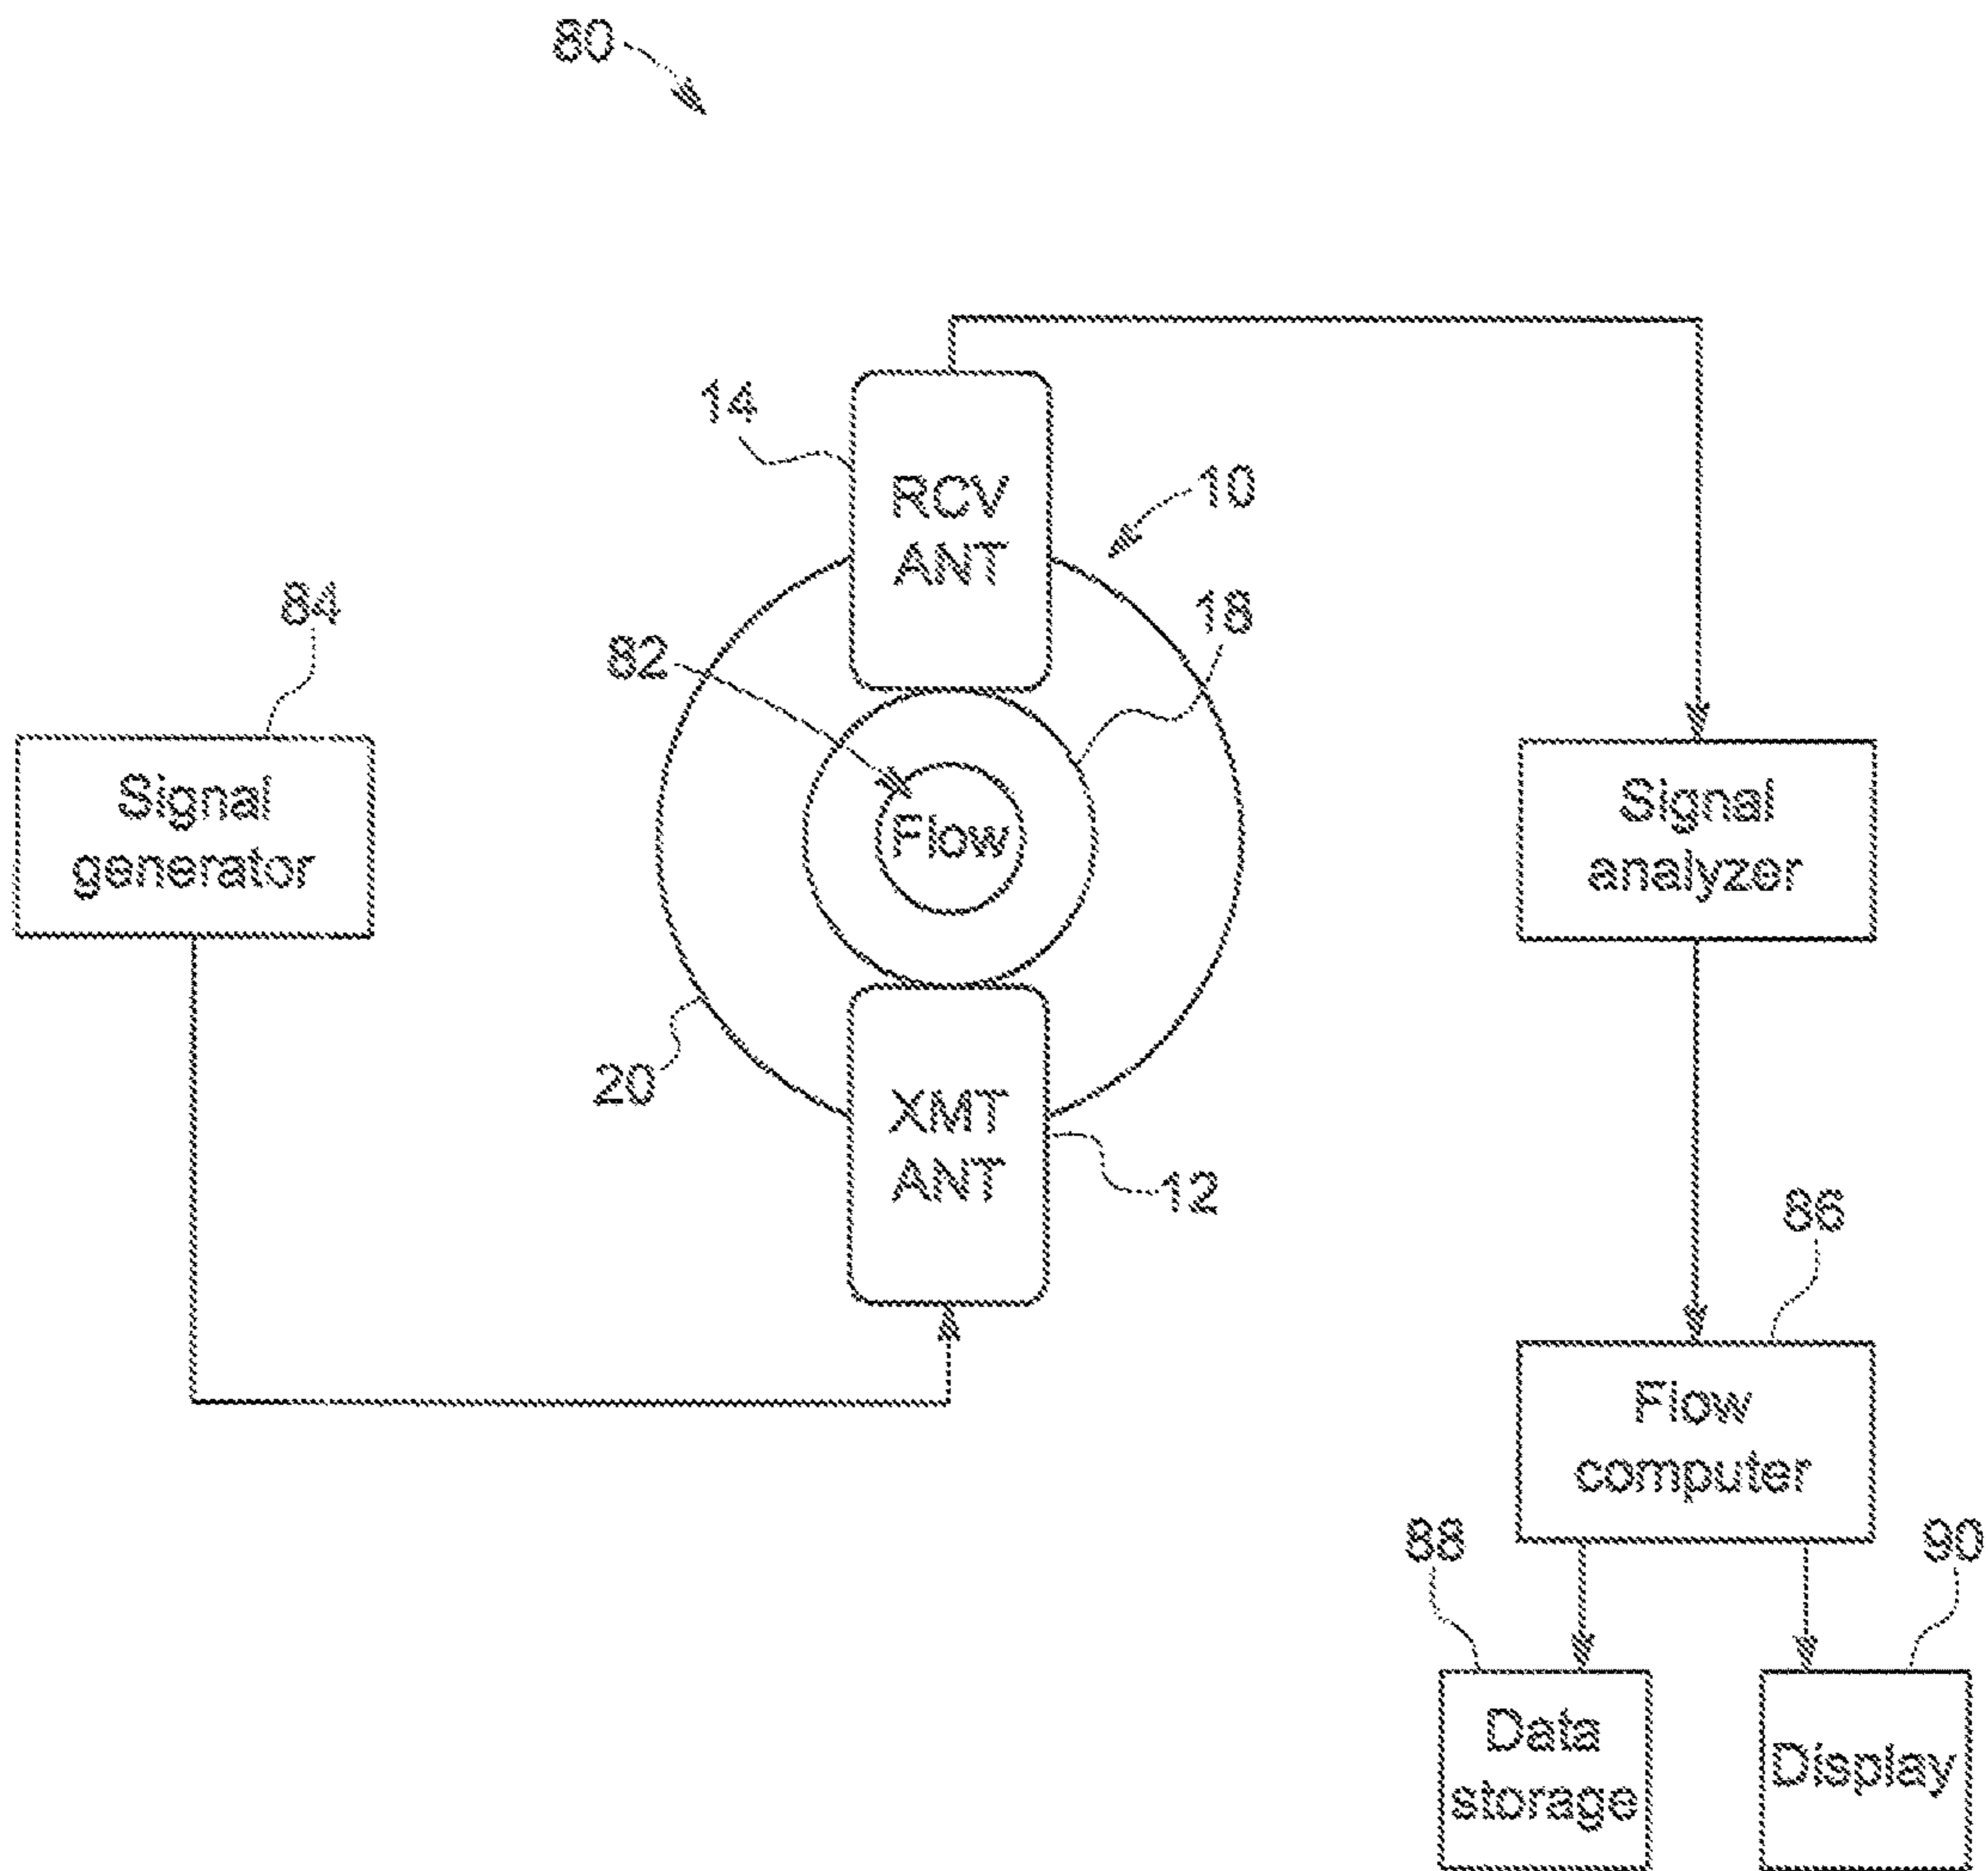 80
14
RCV
ANT
10
18
84
82
Signal
generator
Flow
Signal
analyzer
20
XMT
ANT
12
86
Flow
computer
88
90
Data
storage
Display